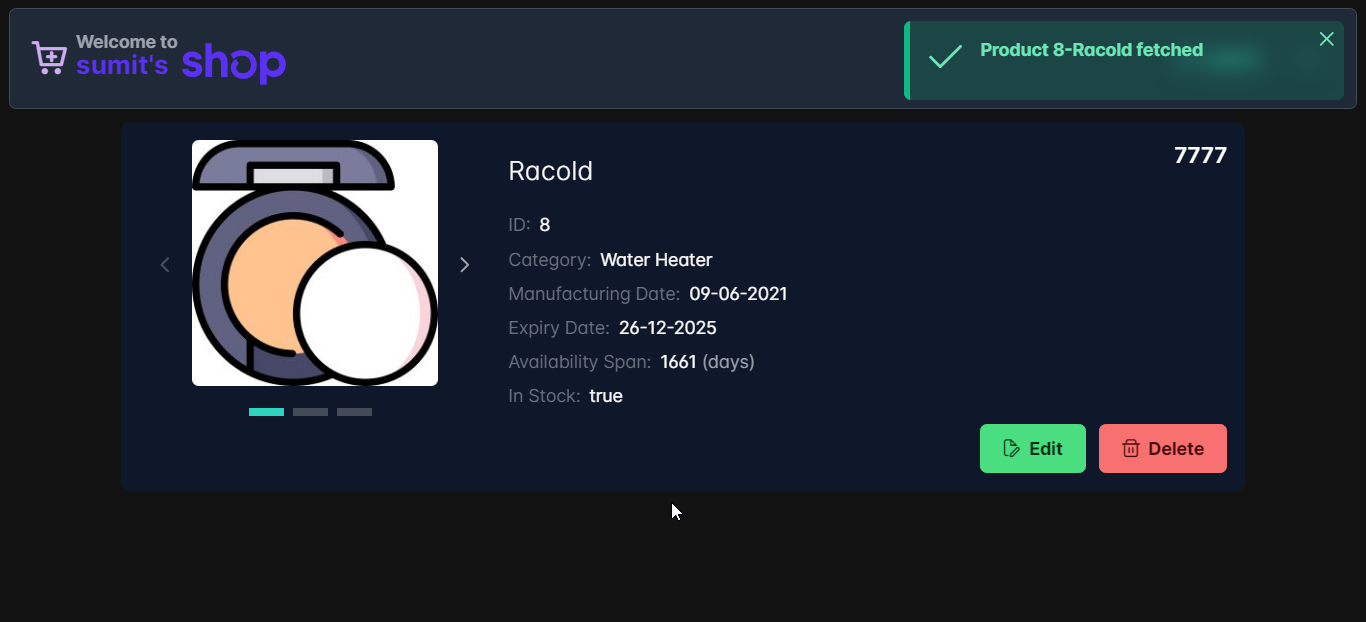 Welcome to
sumit's shop
Product 8-Racold fetched
7777
Racold
ID: 8
Category: Water Heater
Manufacturing Date: 09-06-2021
Expiry Date: 26-12-2025
Availability Span: 1661 (days)
In Stock: true
Edit
Delete